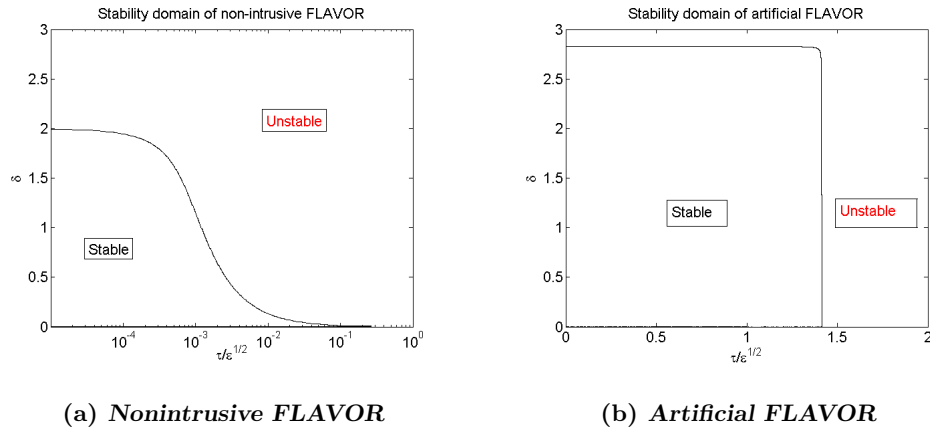 Stability domain of non-intrusive FLAVOR
3
2.5
2
1.5
1
0.5
0
δ
Unstable
Stable
10⁻⁴
10⁻³
10⁻²
10⁻¹
10⁰
τ/ε^1/2
(a) Nonintrusive FLAVOR
Stability domain of artificial FLAVOR
3
2.5
2
1.5
1
0.5
0
δ
Stable
Unstable
0
0.5
1
1.5
2
τ/ε^1/2
(b) Artificial FLAVOR